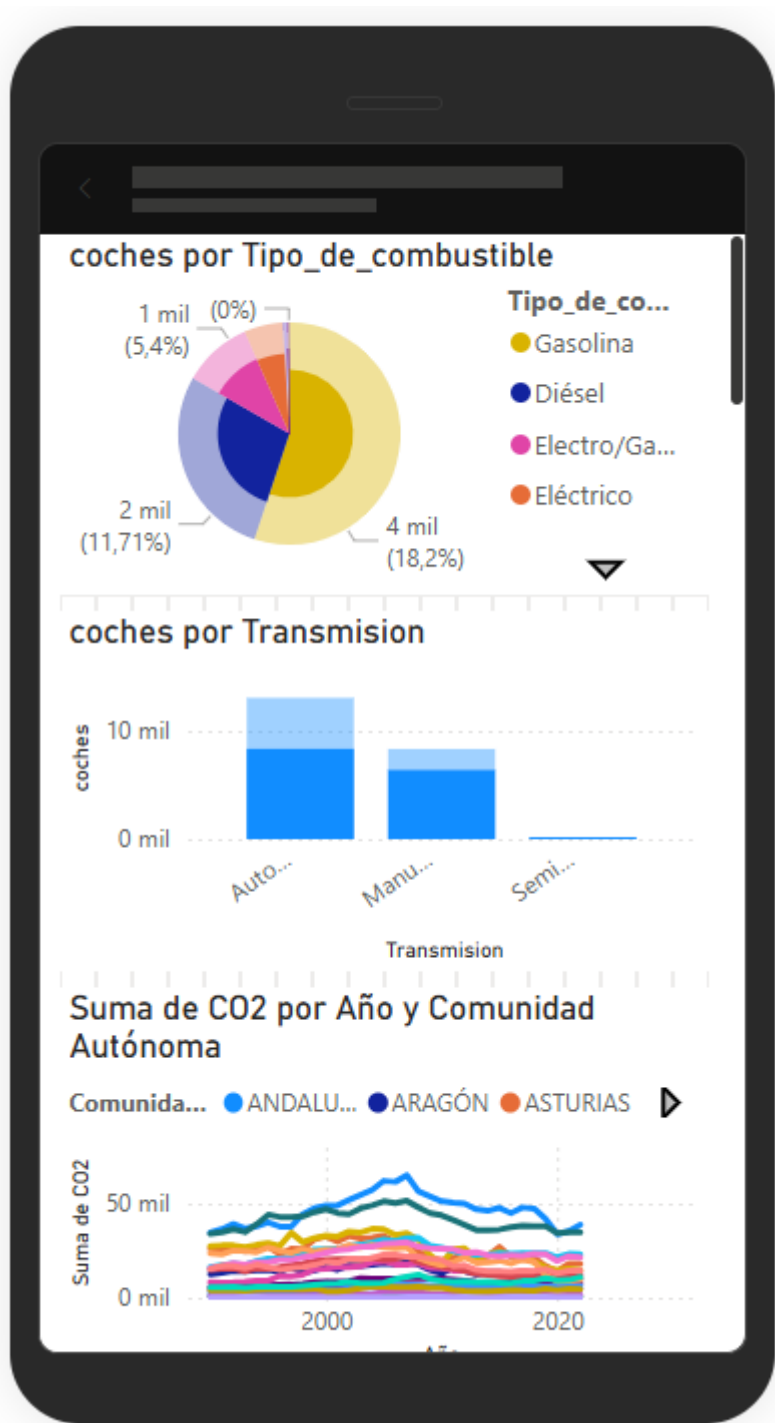 coches por Tipo_de_combustible
1 mil
(5,4%)
(0%)
2 mil
(11,71%)
4 mil
(18,2%)
Tipo_de_co...
Gasolina
Diésel
Electro/Ga...
Eléctrico
coches por Transmision
coches
10 mil
0 mil
Auto...
Manu...
Semi...
Transmision
Suma de CO2 por Año y Comunidad
Autónoma
Comunida... ANDALU... ARAGÓN ASTURIAS
Suma de CO2
50 mil
0 mil
2000 2020